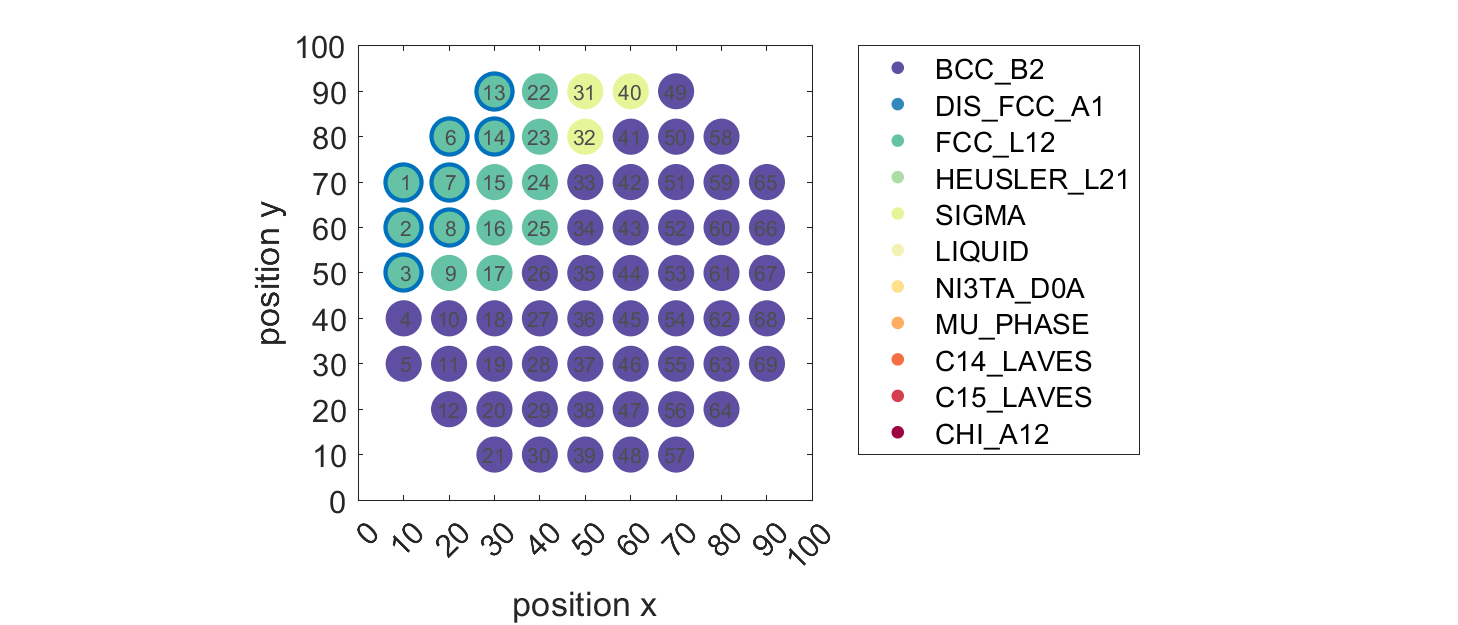 100
90
80
70
60
50
40
30
20
10
0
position y
13 22 31 40 49
6 14 23 32 41 50 58
1 7 15 24 33 42 51 59 65
2 8 16 25 34 43 52 60 66
3 9 17 26 35 44 53 61 67
4 10 18 27 36 45 54 62 68
5 11 19 28 37 46 55 63 69
12 20 29 38 47 56 64
21 30 39 48 57
0 10 20 30 40 50 60 70 80 90 100
position x
BCC_B2
DIS_FCC_A1
FCC_L12
HEUSLER_L21
SIGMA
LIQUID
NI3TA_D0A
MU_PHASE
C14_LAVES
C15_LAVES
CHI_A12